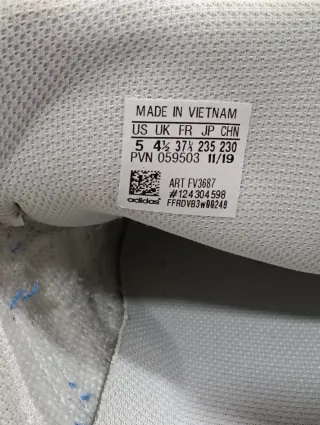 MADE IN VIETNAM
US UK FR JP CHN
5 4½ 37⅓ 235 230
PVN 059503 11/19
ART FV3687
#124304598
adidas FFRDVB3w00248